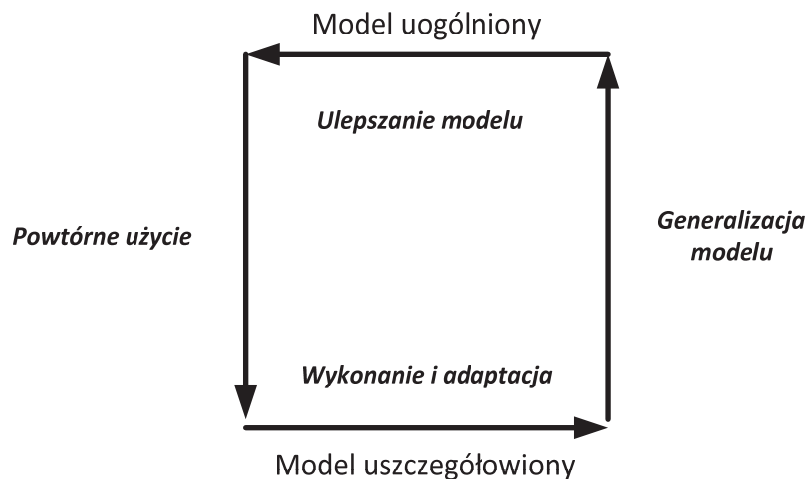 Model uogólniony
Ulepszanie modelu
Powtórne użycie
Generalizacja
modelu
Wykonanie i adaptacja
Model uszczegółowiony